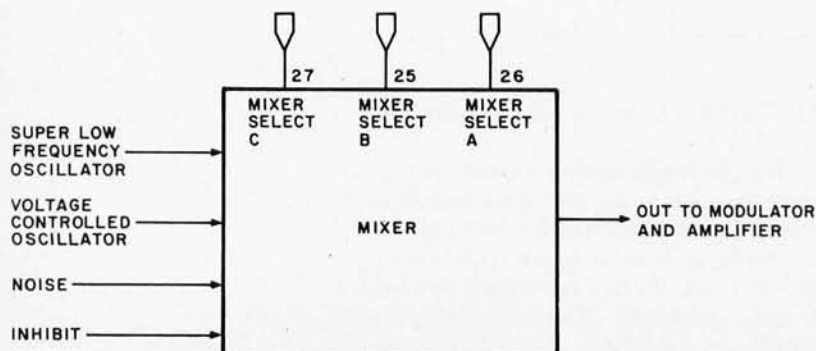 27 25 26
MIXER SELECT C
MIXER SELECT B
MIXER SELECT A
SUPER LOW FREQUENCY OSCILLATOR
VOLTAGE CONTROLLED OSCILLATOR
MIXER
OUT TO MODULATOR AND AMPLIFIER
NOISE
INHIBIT